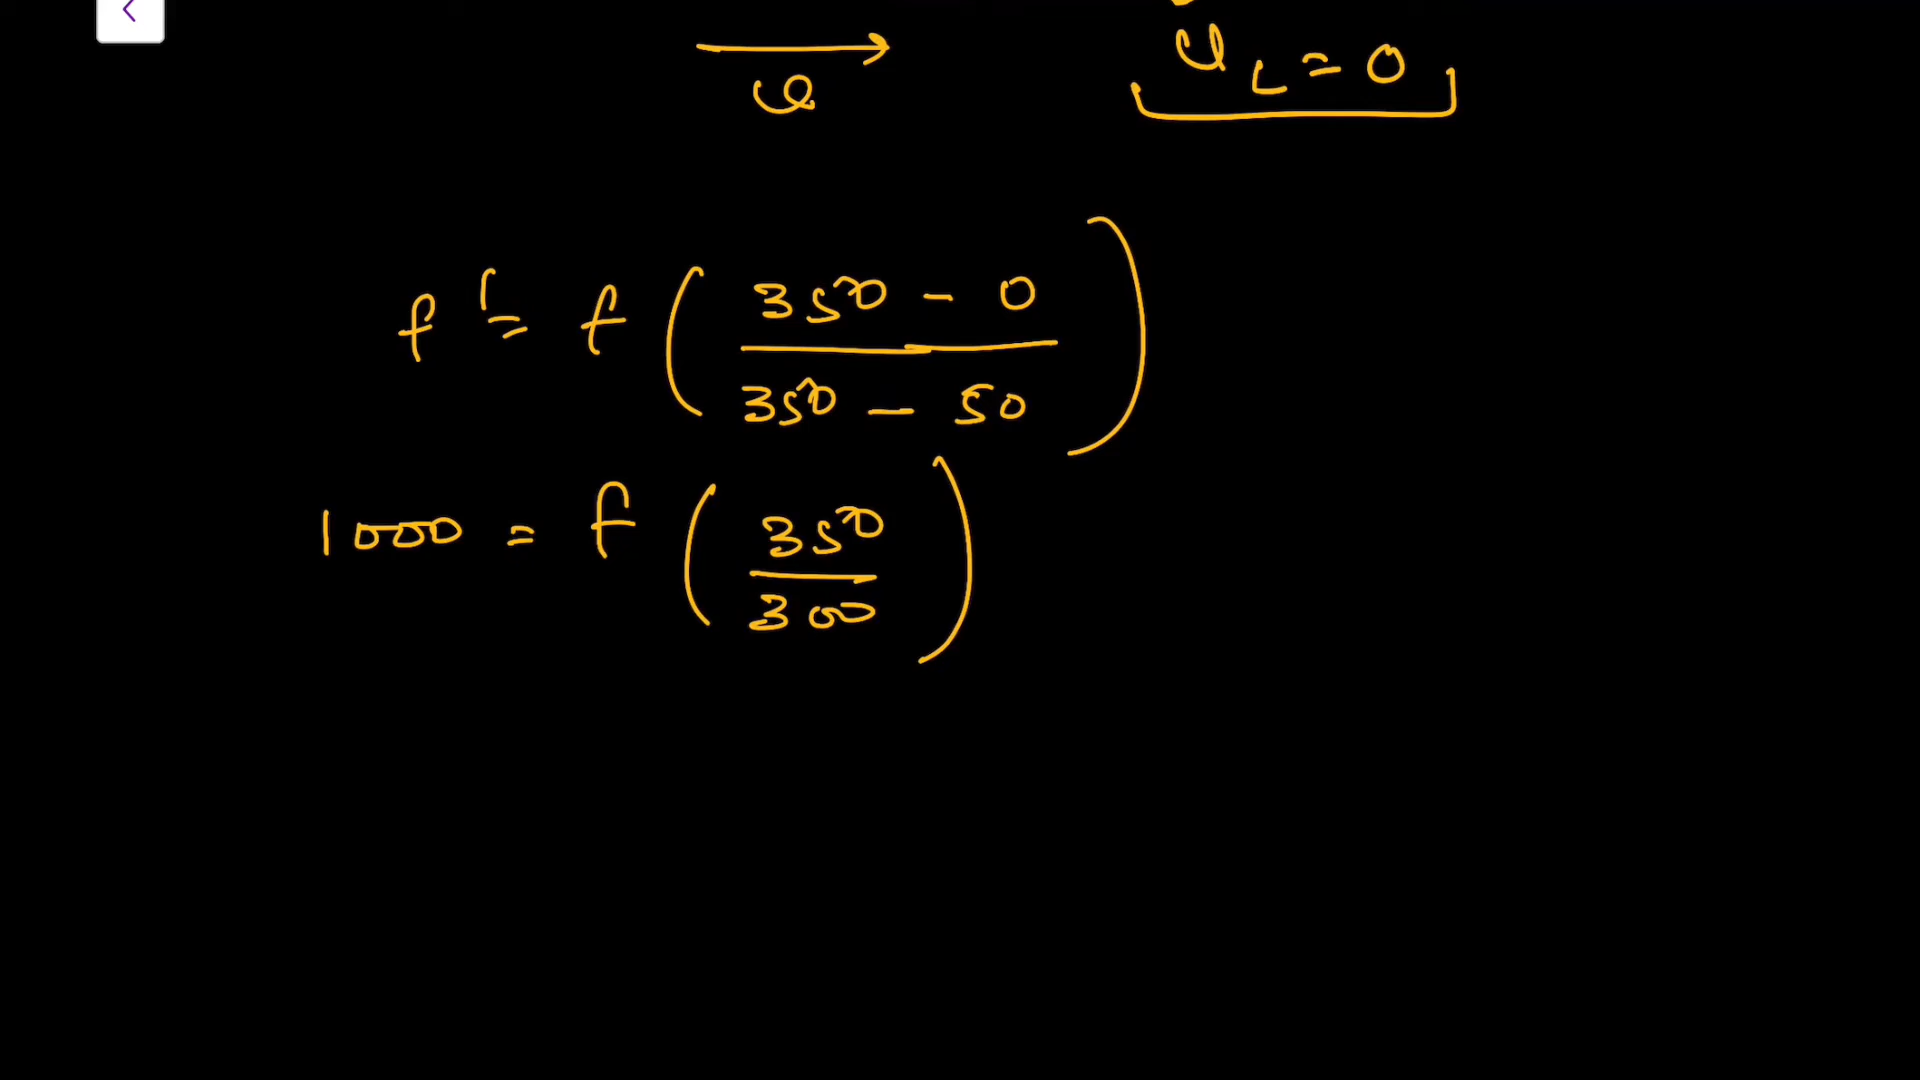 v v_L = 0
f' = f ( 350 - 0 / 350 - 50 )
1000 = f ( 350 / 300 )